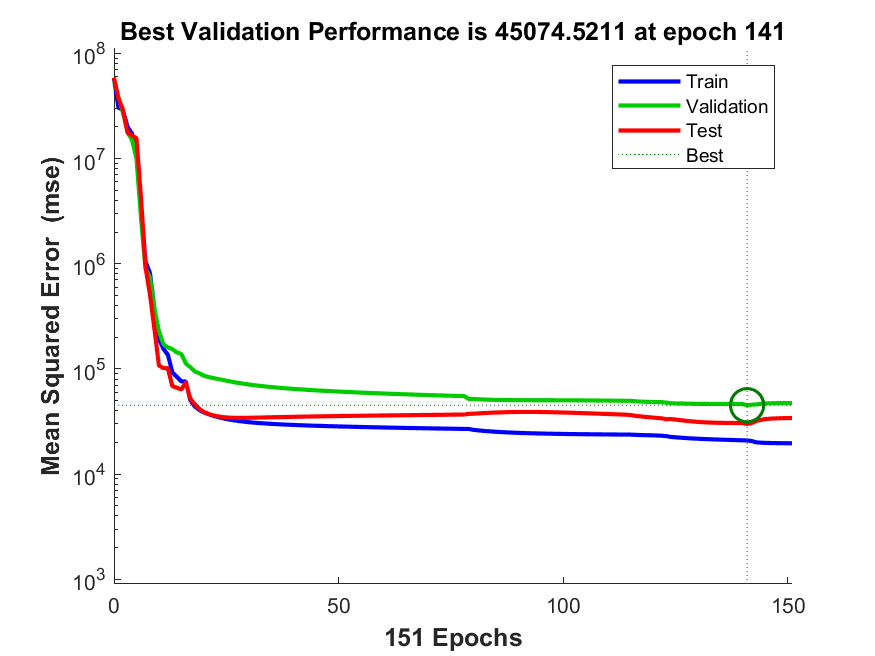 Best Validation Performance is 45074.5211 at epoch 141
Mean Squared Error (mse)
10^8
10^7
10^6
10^5
10^4
10^3
Train
Validation
Test
Best
0
50
100
150
151 Epochs